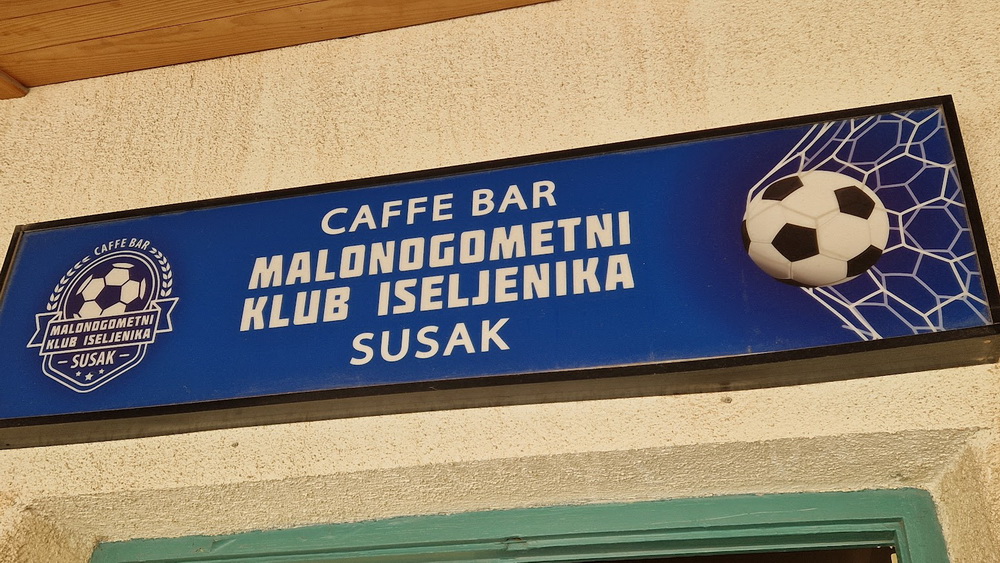 CAFFE BAR
MALONOGOMETNI
KLUB ISELJENIKA
SUSAK
CAFFE BAR
MALONOGOMETNI
KLUB ISELJENIKA
SUSAK